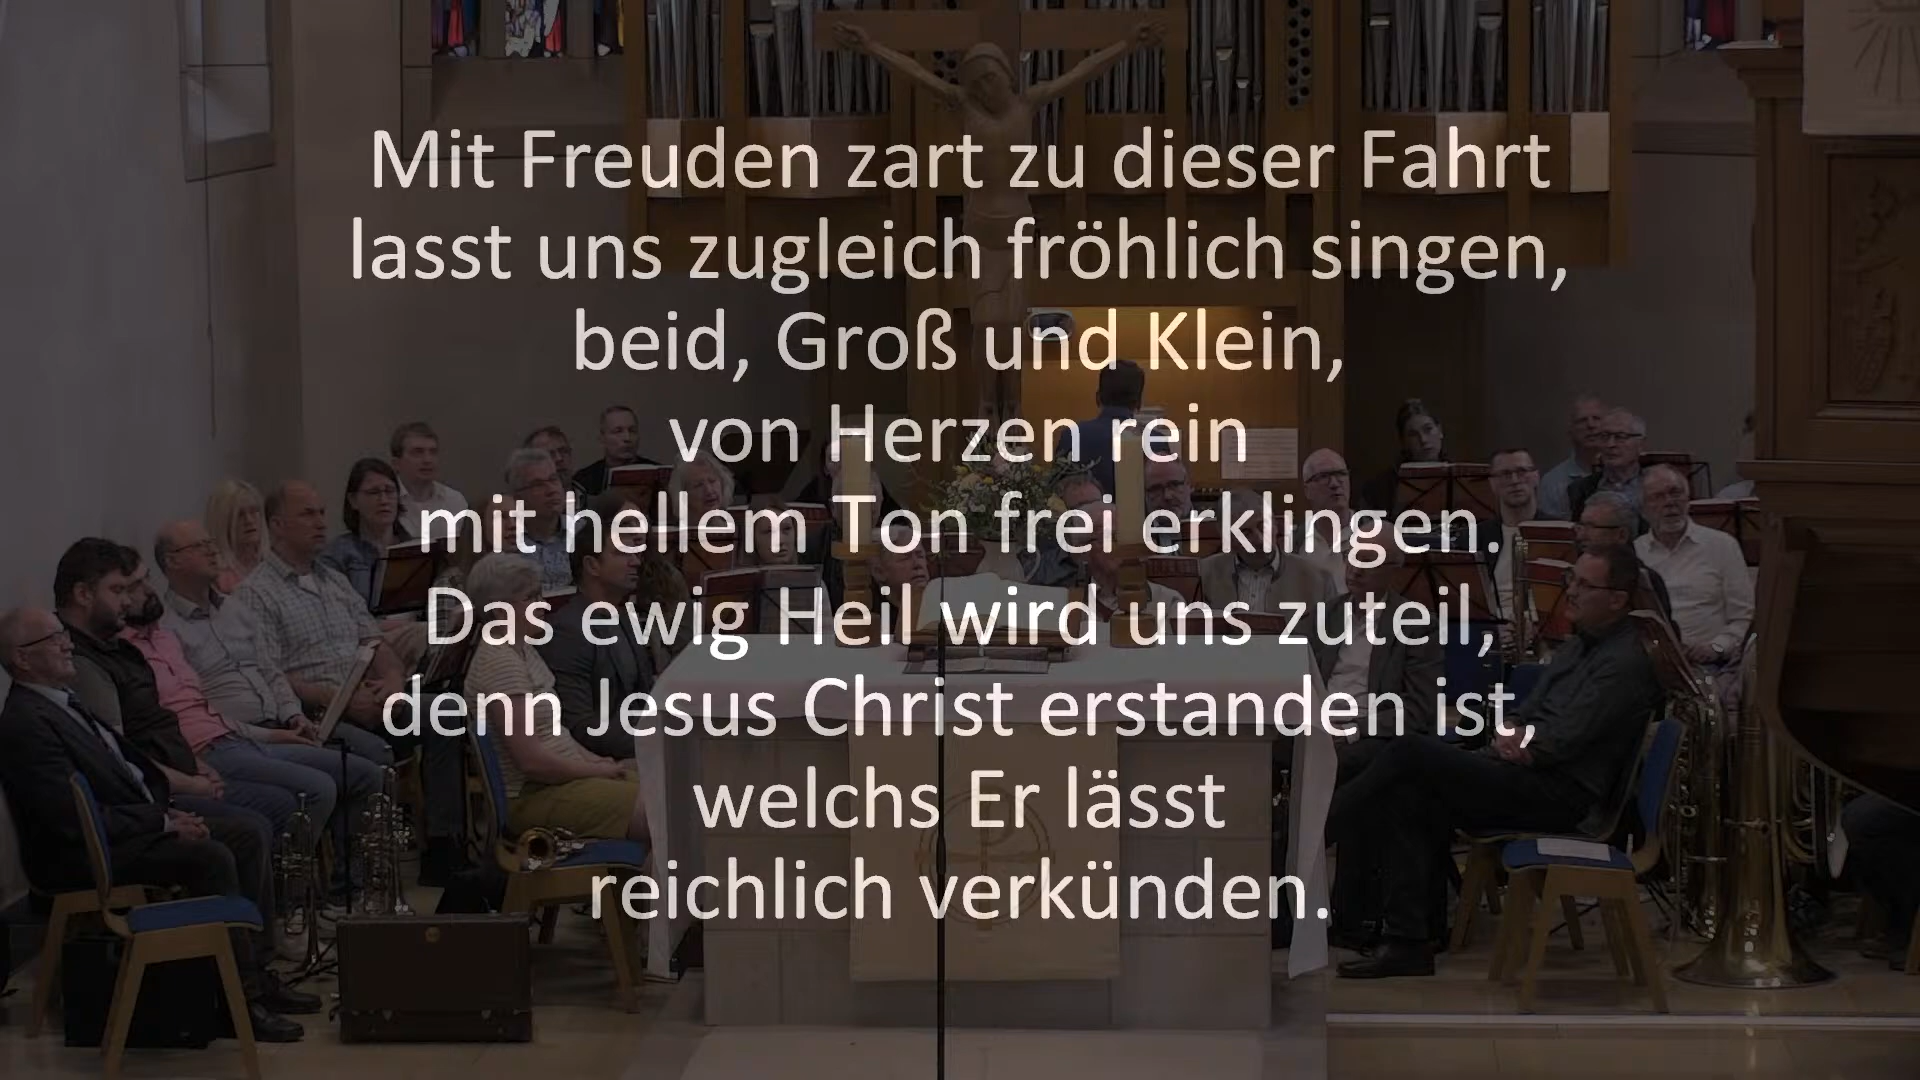 Mit Freuden zart zu dieser Fahrt
lasst uns zugleich fröhlich singen,
beid, Groß und Klein,
von Herzen rein
mit hellem Ton frei erklingen.
Das ewig Heil wird uns zuteil,
denn Jesus Christ erstanden ist,
welchs Er lässt
reichlich verkünden.